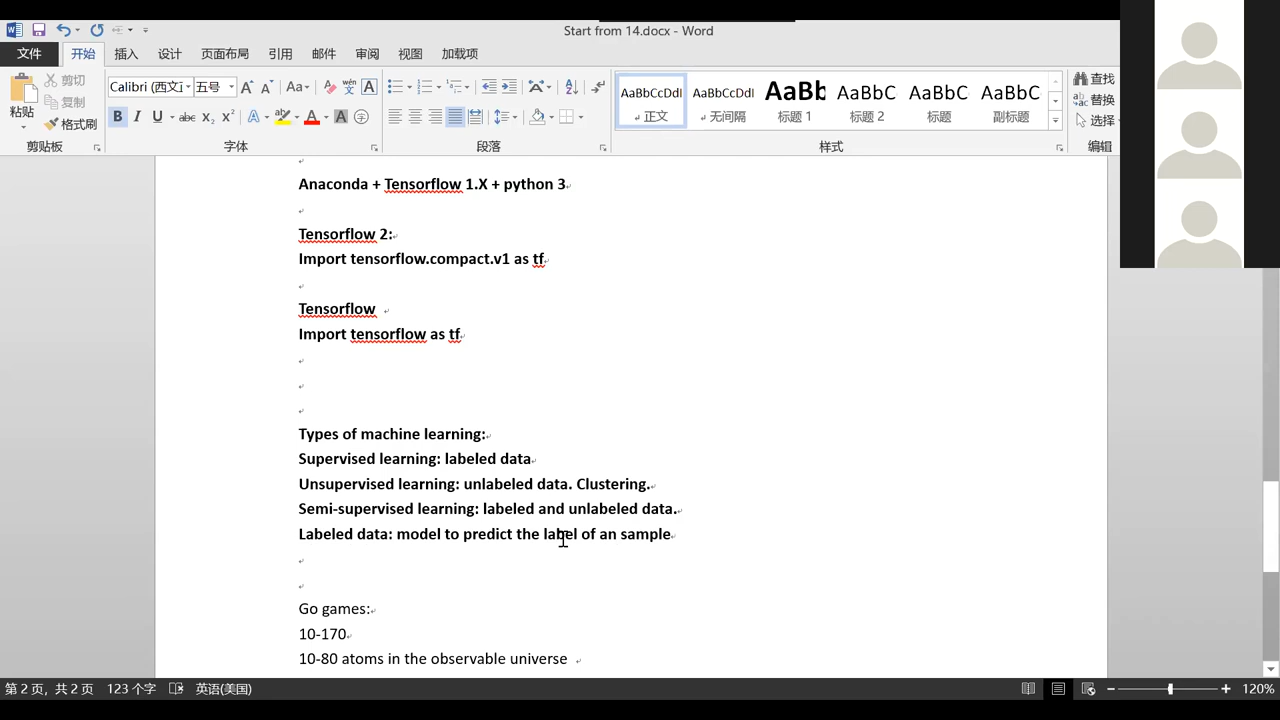 Start from 14.docx - Word
文件 开始 插入 设计 页面布局 引用 邮件 审阅 视图 加载项
剪切
复制
粘贴 格式刷
Calibri (西文 五号
AaBbCcDdI AaBbCcDdI AaBb AaBbC AaBbC AaBbC
正文 无间隔 标题 1 标题 2 标题 副标题
查找
替换
选择
剪贴板 字体 段落 样式 编辑
Anaconda + Tensorflow 1.X + python 3
Tensorflow 2:
Import tensorflow.compact.v1 as tf
Tensorflow
Import tensorflow as tf
Types of machine learning:
Supervised learning: labeled data
Unsupervised learning: unlabeled data. Clustering.
Semi-supervised learning: labeled and unlabeled data.
Labeled data: model to predict the label of an sample
Go games:
10-170
10-80 atoms in the observable universe
第 2 页，共 2 页 123 个字 英语(美国) 120%